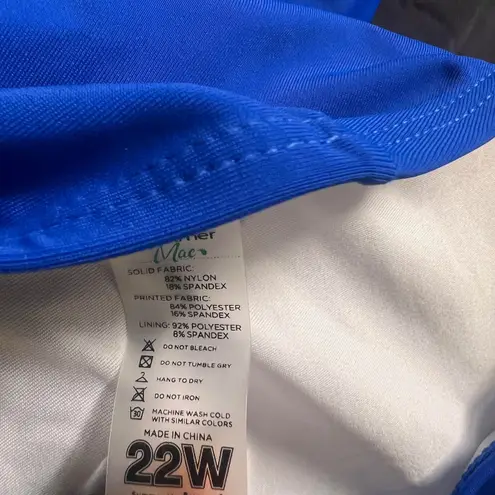 Mac
SOLID FABRIC:
82% NYLON
18% SPANDEX
PRINTED FABRIC:
84% POLYESTER
16% SPANDEX
LINING: 92% POLYESTER
8% SPANDEX
DO NOT BLEACH
DO NOT TUMBLE GRY
HANG TO DRY
DO NOT IRON
30 MACHINE WASH COLD
WITH SIMILAR COLORS
MADE IN CHINA
22W